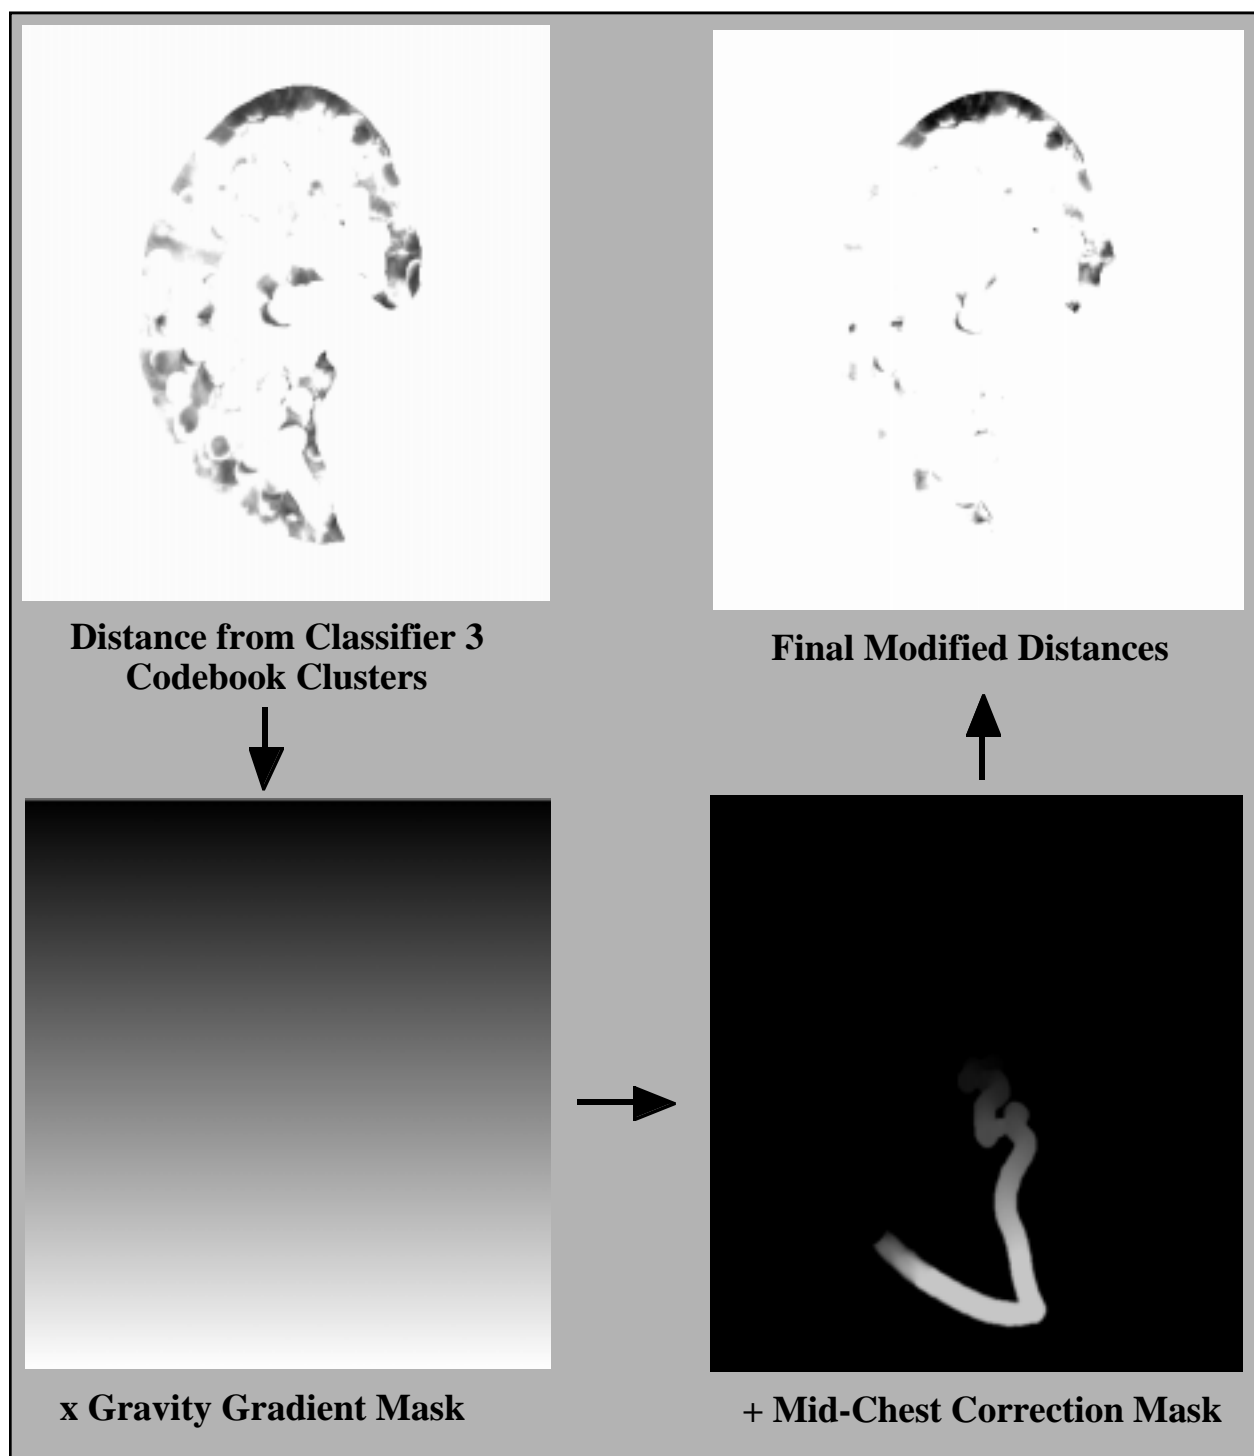 Distance from Classifier 3
Codebook Clusters
Final Modified Distances
x Gravity Gradient Mask
+ Mid-Chest Correction Mask